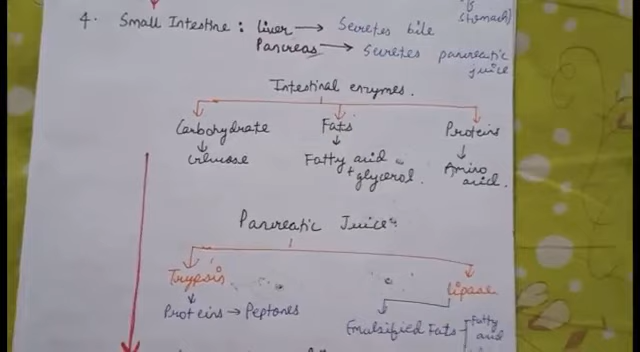 stomach)
4. Small Intestine : Liver → Secretes bile
Pancreas → Secretes pancreatic
juice
Intestinal enzymes.
Carbohydrate Fats Proteins
↓ ↓ ↓
Glucose Fatty acid Amino
+ glycerol. acid.
Pancreatic Juice
Trypsin lipase
↓
Proteins → Peptones
Emulsified Fats Fatty
acid